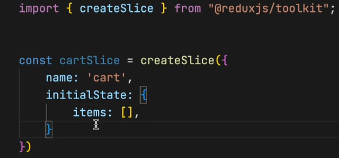 import { createSlice } from "@reduxjs/toolkit";
const cartSlice = createSlice({
    name: 'cart',
    initialState: {
        items: [],
    }
})